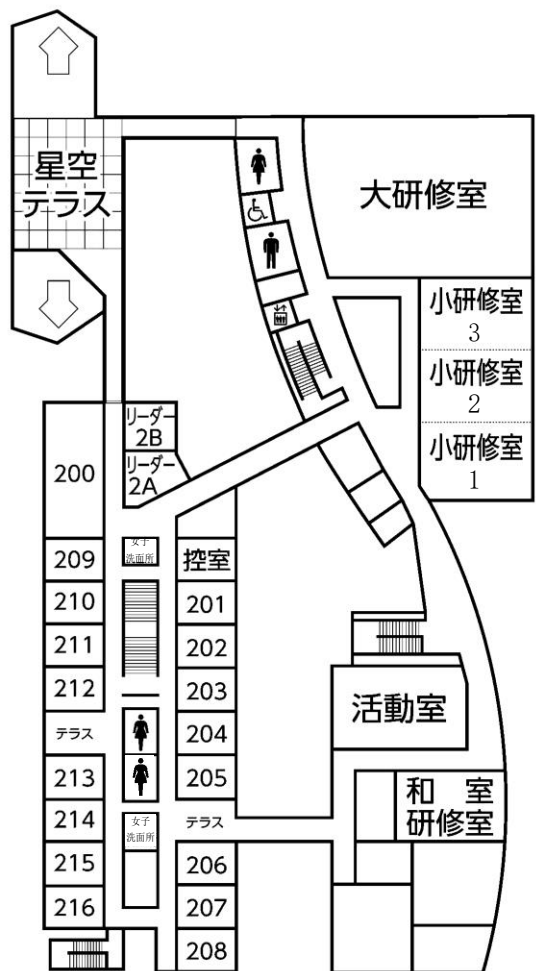 星空
テラス
大研修室
小研修室
3
小研修室
2
小研修室
1
リーダー
2B
リーダー
2A
200
209
210
211
212
テラス
213
214
215
216
女子
洗面所
女子
洗面所
控室
201
202
203
204
205
テラス
206
207
208
活動室
和 室
研修室